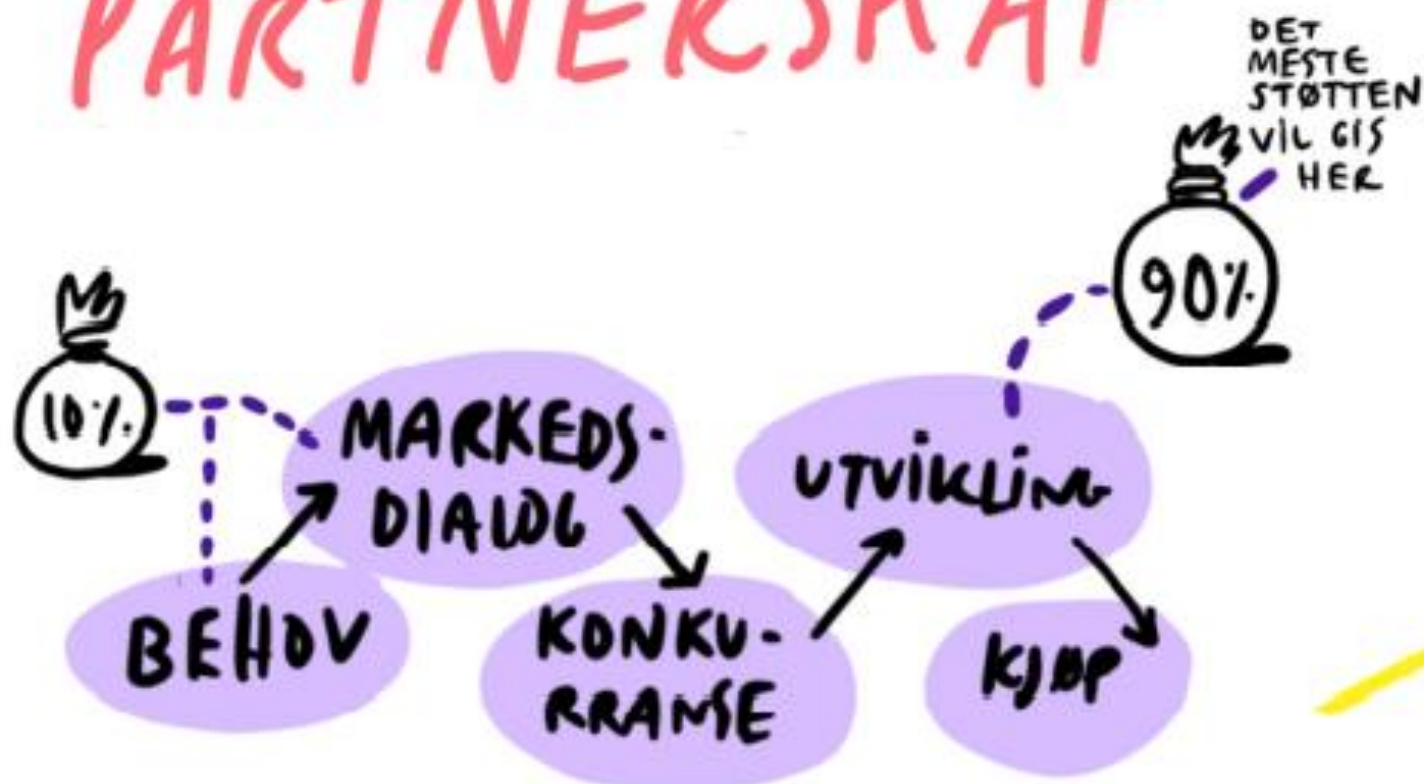 PARTNERSKAP
DET
MESTE
STØTTEN
VIL GIS
HER
90%
10%
MARKEDS-
DIALOG
UTVIKLING
BEHOV
KONKU-
RRANSE
KJØP